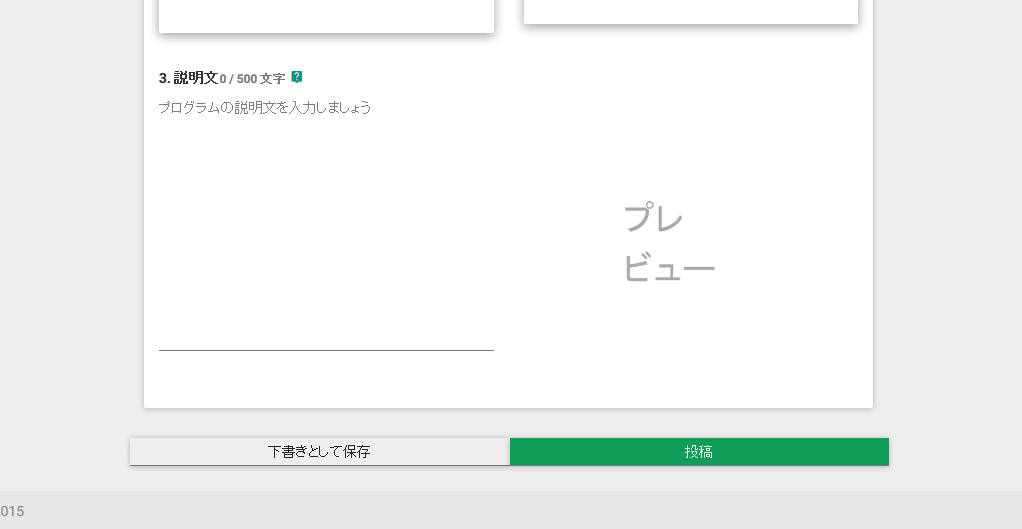 3. 説明文0 / 500 文字 ?
プログラムの説明文を入力しましょう
プレ
ビュー
下書きとして保存
投稿
015